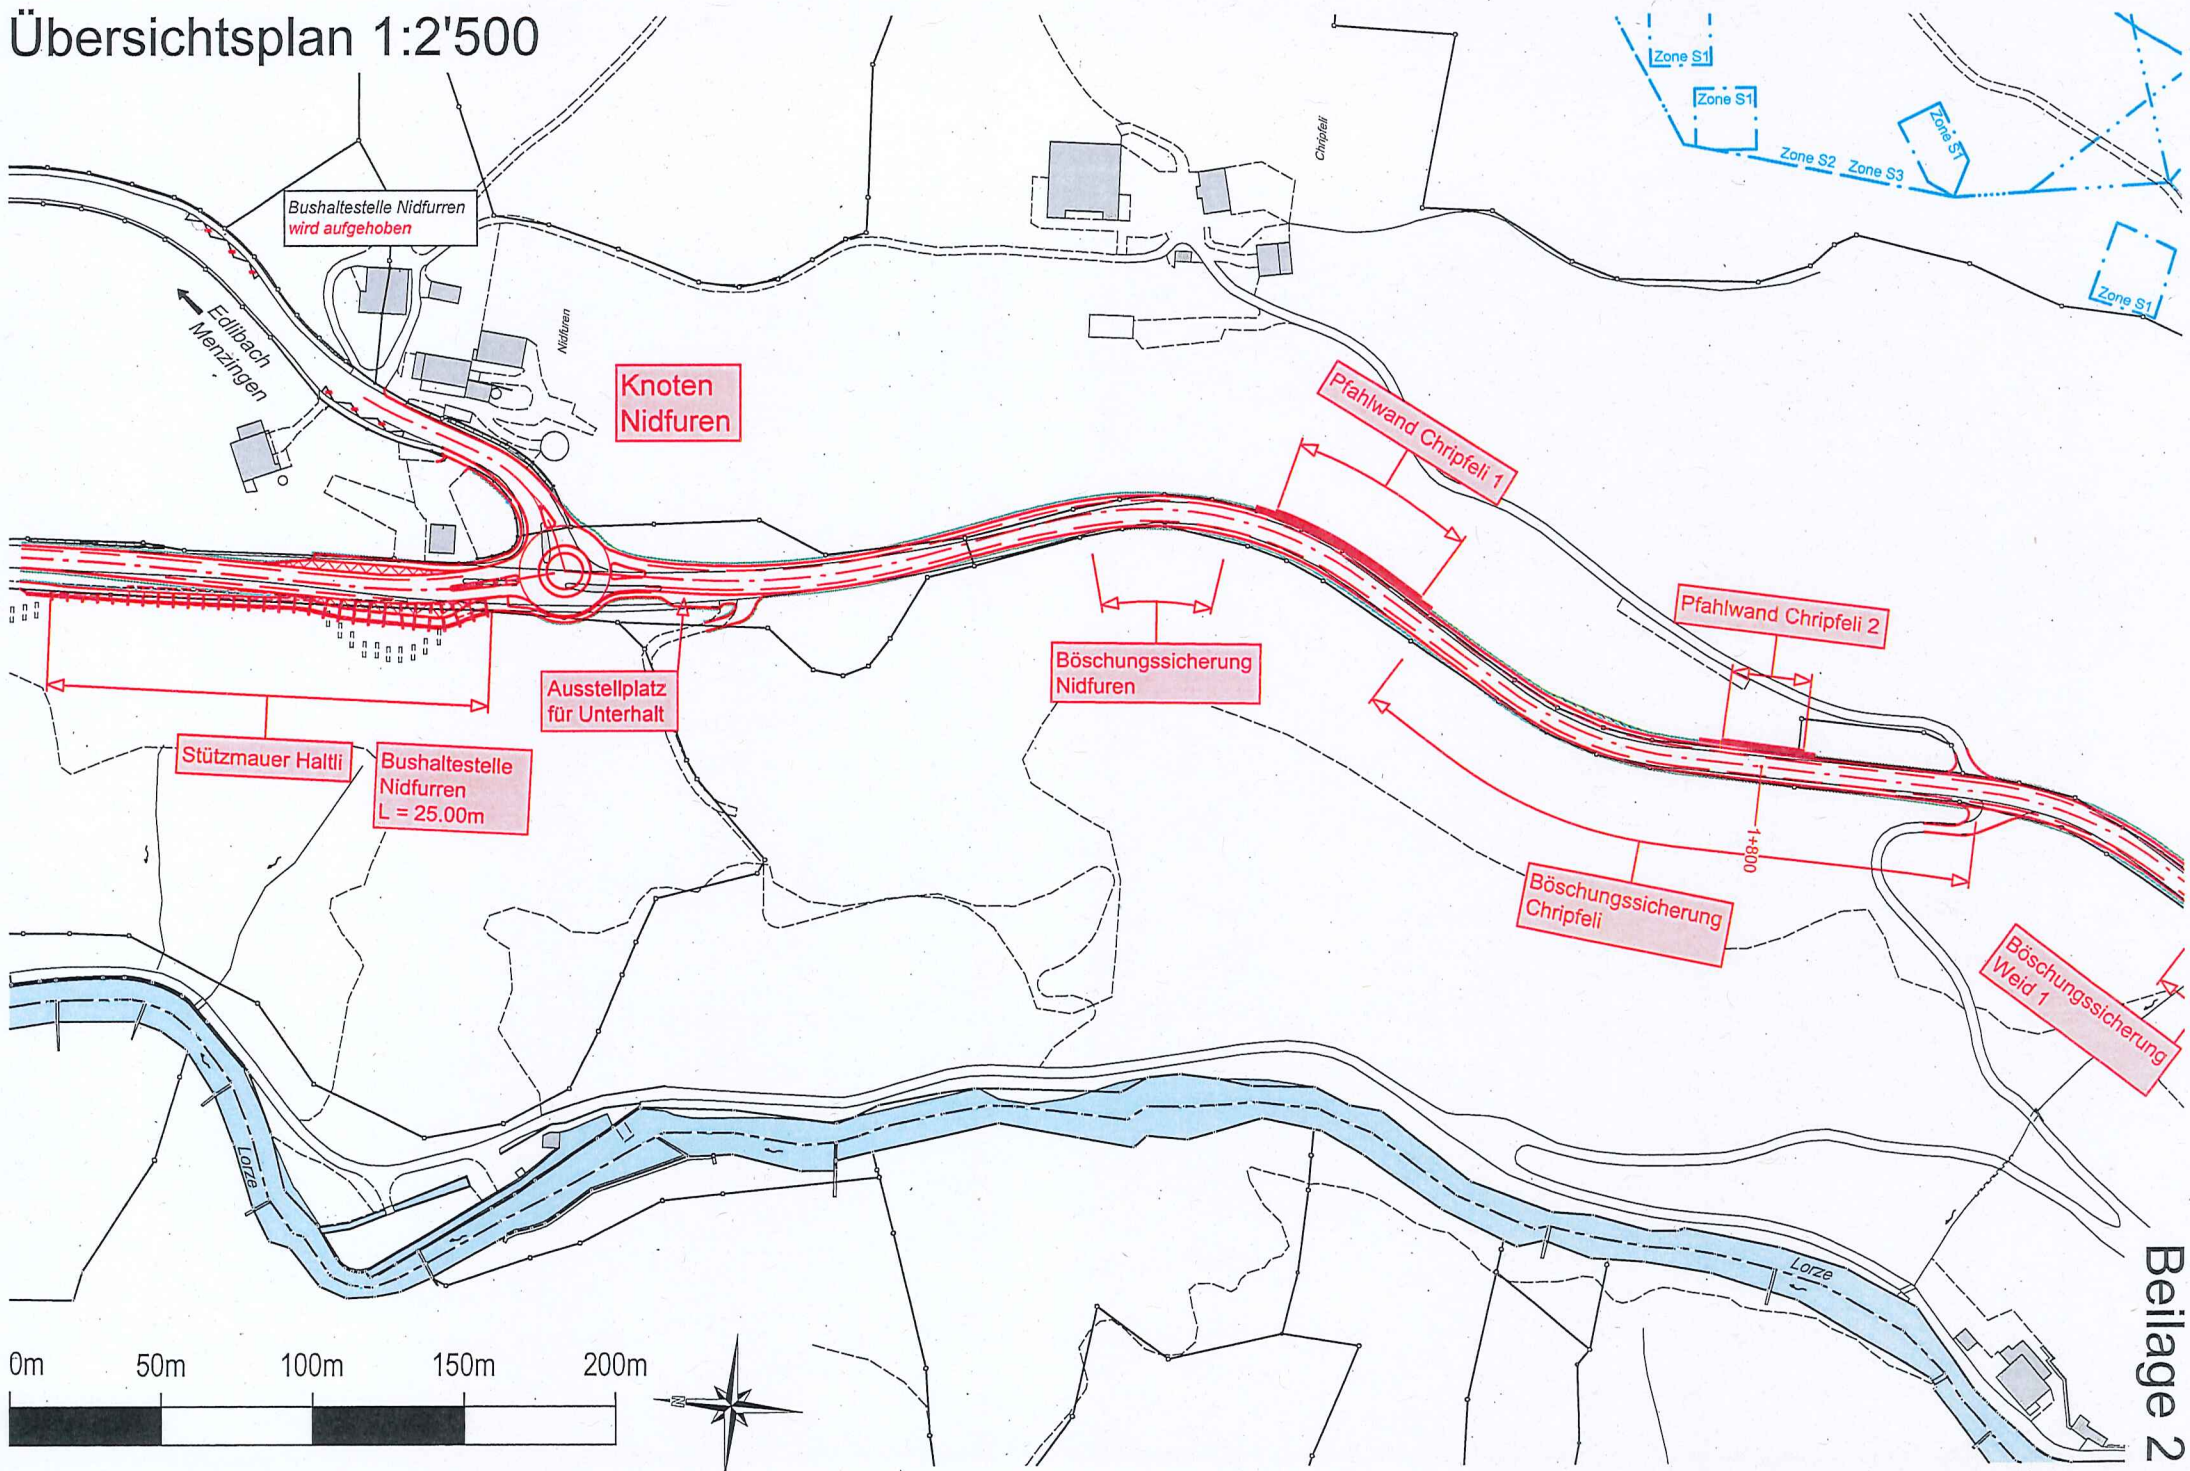 Übersichtsplan 1:2'500
Zone S1
Zone S1
Zone S1
Zone S2 Zone S3
Zone S1
Chripfeli
Bushaltestelle Nidfurren
wird aufgehoben
Edlibach
Menzingen
Nidfuren
Knoten
Nidfuren
Pfahlwand Chripfeli 1
Pfahlwand Chripfeli 2
Böschungssicherung
Nidfuren
Ausstellplatz
für Unterhalt
Stützmauer Haltli
Bushaltestelle
Nidfurren
L = 25.00m
1+800
Böschungssicherung
Chripfeli
Böschungssicherung
Weid 1
Lorze
Lorze
0m 50m 100m 150m 200m
N
Beilage 2